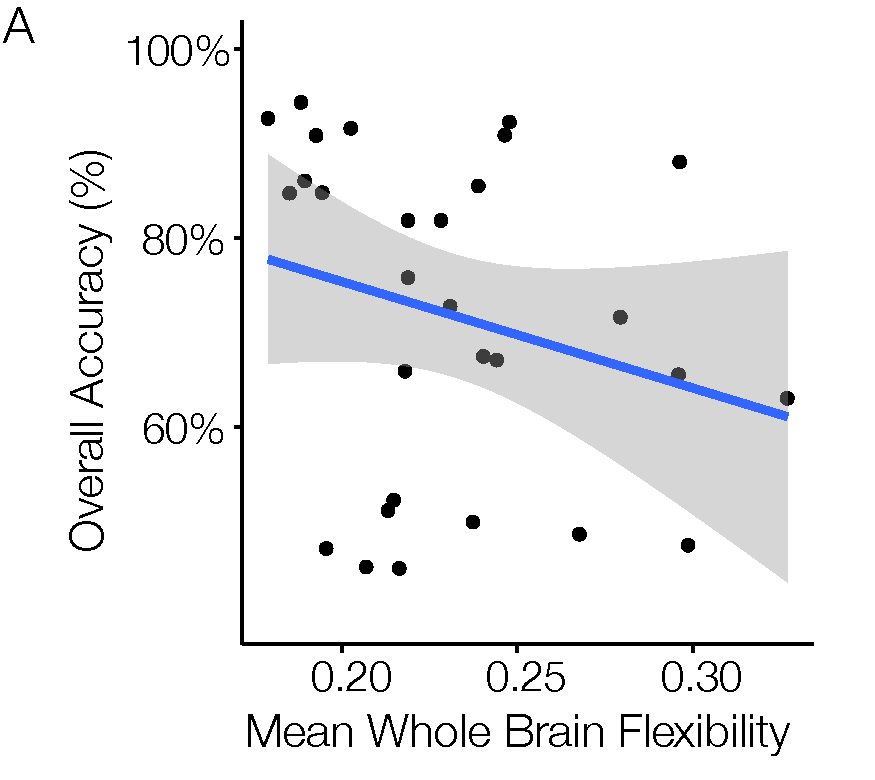 A
100%
80%
60%
Overall Accuracy (%)
0.20 0.25 0.30
Mean Whole Brain Flexibility